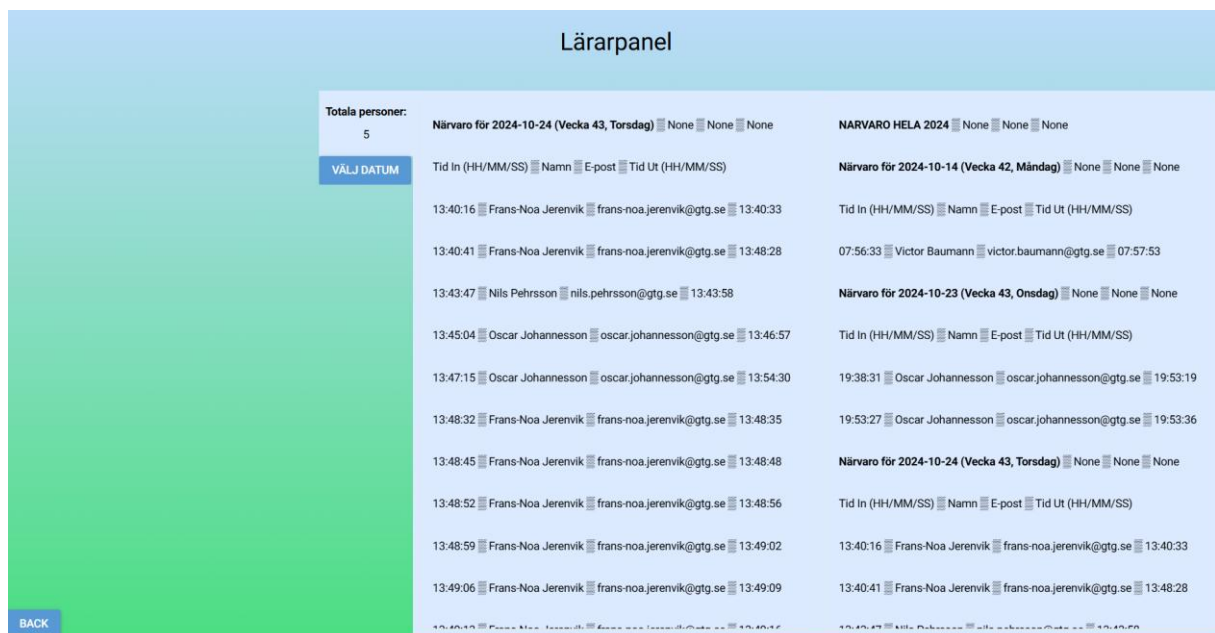 Lärarpanel
Totala personer:
5
VÄLJ DATUM
Närvaro för 2024-10-24 (Vecka 43, Torsdag) ▒ None ▒ None ▒ None
Tid In (HH/MM/SS) ▒ Namn ▒ E-post ▒ Tid Ut (HH/MM/SS)
13:40:16 ▒ Frans-Noa Jerenvik ▒ frans-noa.jerenvik@gtg.se ▒ 13:40:33
13:40:41 ▒ Frans-Noa Jerenvik ▒ frans-noa.jerenvik@gtg.se ▒ 13:48:28
13:43:47 ▒ Nils Pehrsson ▒ nils.pehrsson@gtg.se ▒ 13:43:58
13:45:04 ▒ Oscar Johannesson ▒ oscar.johannesson@gtg.se ▒ 13:46:57
13:47:15 ▒ Oscar Johannesson ▒ oscar.johannesson@gtg.se ▒ 13:54:30
13:48:32 ▒ Frans-Noa Jerenvik ▒ frans-noa.jerenvik@gtg.se ▒ 13:48:35
13:48:45 ▒ Frans-Noa Jerenvik ▒ frans-noa.jerenvik@gtg.se ▒ 13:48:48
13:48:52 ▒ Frans-Noa Jerenvik ▒ frans-noa.jerenvik@gtg.se ▒ 13:48:56
13:48:59 ▒ Frans-Noa Jerenvik ▒ frans-noa.jerenvik@gtg.se ▒ 13:49:02
13:49:06 ▒ Frans-Noa Jerenvik ▒ frans-noa.jerenvik@gtg.se ▒ 13:49:09
NARVARO HELA 2024 ▒ None ▒ None ▒ None
Närvaro för 2024-10-14 (Vecka 42, Måndag) ▒ None ▒ None ▒ None
Tid In (HH/MM/SS) ▒ Namn ▒ E-post ▒ Tid Ut (HH/MM/SS)
07:56:33 ▒ Victor Baumann ▒ victor.baumann@gtg.se ▒ 07:57:53
Närvaro för 2024-10-23 (Vecka 43, Onsdag) ▒ None ▒ None ▒ None
Tid In (HH/MM/SS) ▒ Namn ▒ E-post ▒ Tid Ut (HH/MM/SS)
19:38:31 ▒ Oscar Johannesson ▒ oscar.johannesson@gtg.se ▒ 19:53:19
19:53:27 ▒ Oscar Johannesson ▒ oscar.johannesson@gtg.se ▒ 19:53:36
Närvaro för 2024-10-24 (Vecka 43, Torsdag) ▒ None ▒ None ▒ None
Tid In (HH/MM/SS) ▒ Namn ▒ E-post ▒ Tid Ut (HH/MM/SS)
13:40:16 ▒ Frans-Noa Jerenvik ▒ frans-noa.jerenvik@gtg.se ▒ 13:40:33
13:40:41 ▒ Frans-Noa Jerenvik ▒ frans-noa.jerenvik@gtg.se ▒ 13:48:28
BACK